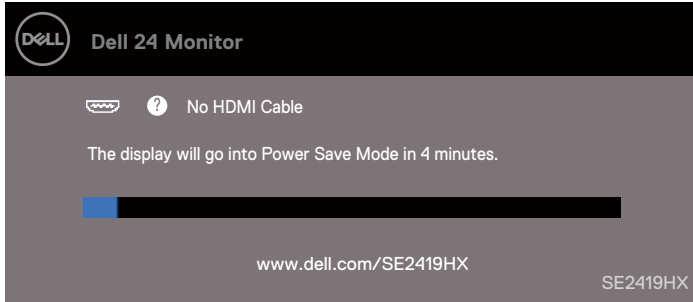 DELL
Dell 24 Monitor
? No HDMI Cable
The display will go into Power Save Mode in 4 minutes.
www.dell.com/SE2419HX
SE2419HX